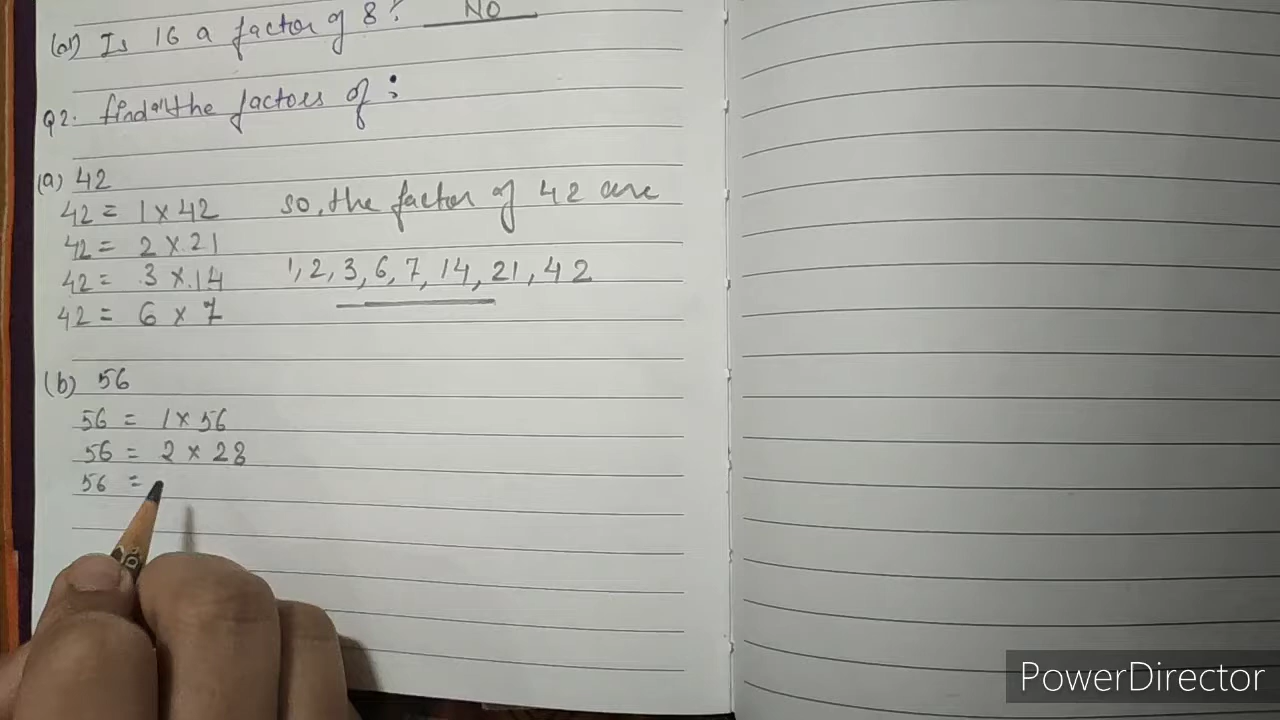 (a) Is 16 a factor of 8? NO
Q2. find all the factors of :
(a) 42
42 = 1 x 42 so, the factor of 42 are
42 = 2 x 21
42 = 3 x 14 1, 2, 3, 6, 7, 14, 21, 42
42 = 6 x 7
(b) 56
56 = 1 x 56
56 = 2 x 28
56 =
PowerDirector